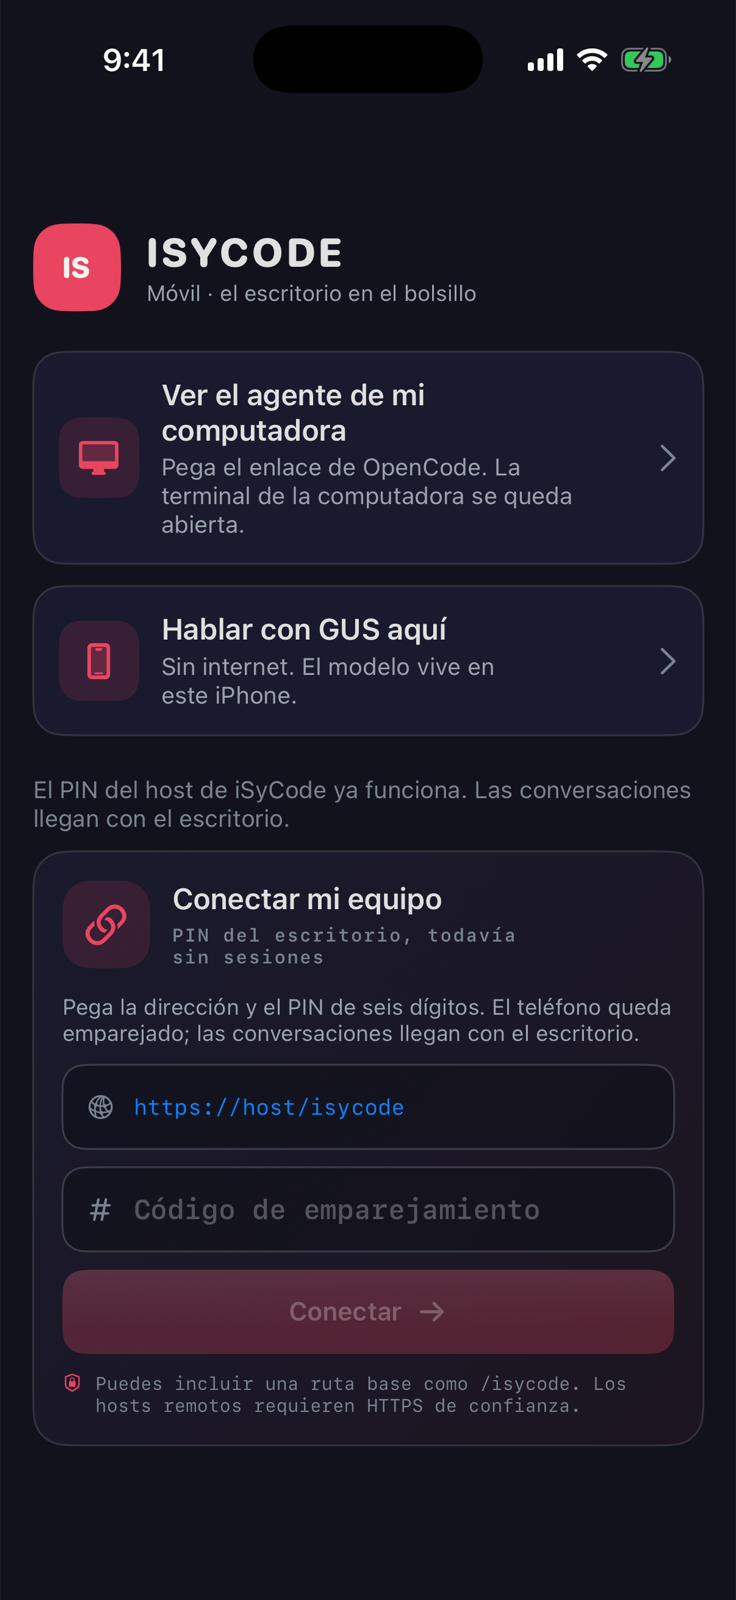 9:41
IS
ISYCODE
Móvil · el escritorio en el bolsillo
Ver el agente de mi
computadora
Pega el enlace de OpenCode. La
terminal de la computadora se queda
abierta.
Hablar con GUS aquí
Sin internet. El modelo vive en
este iPhone.
El PIN del host de iSyCode ya funciona. Las conversaciones
llegan con el escritorio.
Conectar mi equipo
PIN del escritorio, todavía
sin sesiones
Pega la dirección y el PIN de seis dígitos. El teléfono queda
emparejado; las conversaciones llegan con el escritorio.
https://host/isycode
# Código de emparejamiento
Conectar →
Puedes incluir una ruta base como /isycode. Los
hosts remotos requieren HTTPS de confianza.